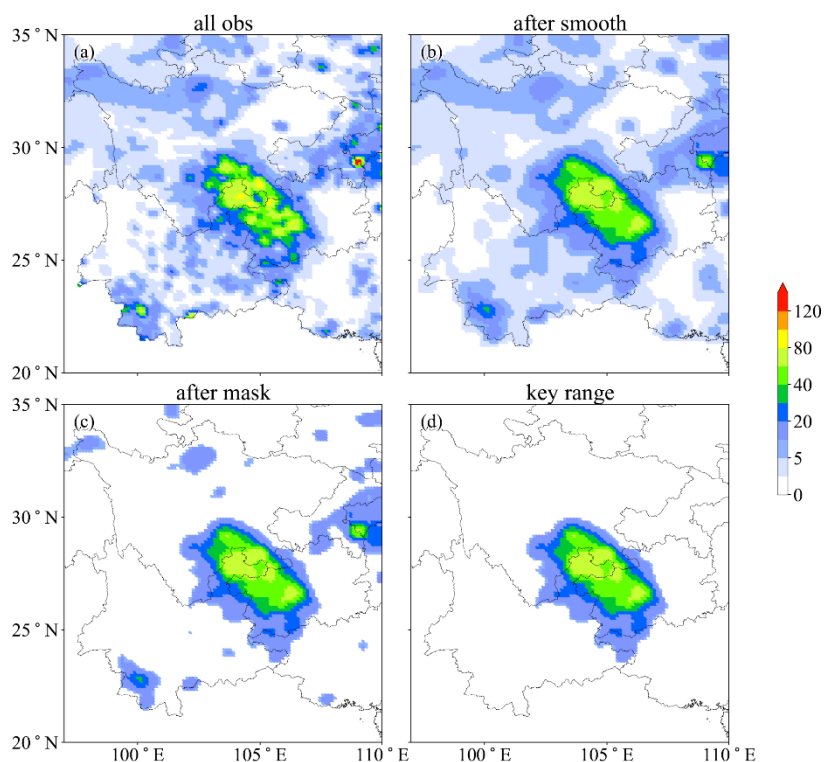 all obs
after smooth
35° N
(a)
(b)
30° N
25° N
20° N
120
80
40
20
5
0
after mask
key range
35° N
(c)
(d)
30° N
25° N
20° N
100° E
105° E
110° E
100° E
105° E
110° E